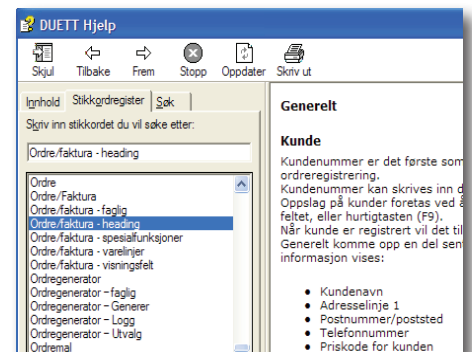 DUETT Hjelp
Skjul Tilbake Frem Stopp Oppdater Skriv ut
Innhold Stikkordregister Søk
Skriv inn stikkordet du vil søke etter:
Ordre/faktura - heading
Ordre
Ordre/Faktura
Ordre/faktura - faglig
Ordre/faktura - heading
Ordre/faktura - spesialfunksjoner
Ordre/faktura - varelinjer
Ordre/faktura - visningsfelt
Ordregenerator
Ordregenerator – faglig
Ordregenerator – Generer
Ordregenerator – Logg
Ordregenerator – Utvalg
Ordremal
Generelt
Kunde
Kundenummer er det første som
ordreregistrering.
Kundenummer kan skrives inn d
Oppslag på kunder foretas ved
feltet, eller hurtigtasten (F9).
Når kunde er registrert vil det til
Generelt komme opp en del sen
informasjon vises:
• Kundenavn
• Adresselinje 1
• Postnummer/poststed
• Telefonnummer
• Priskode for kunden